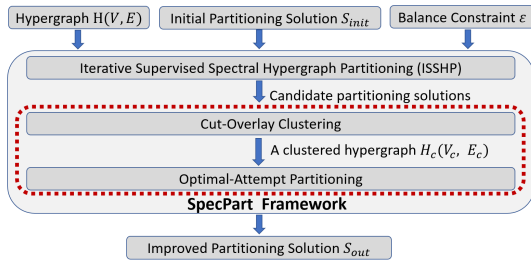 Hypergraph H(V, E)
Initial Partitioning Solution S_init
Balance Constraint ε
Iterative Supervised Spectral Hypergraph Partitioning (ISSHP)
Candidate partitioning solutions
Cut-Overlay Clustering
A clustered hypergraph H_c(V_c, E_c)
Optimal-Attempt Partitioning
SpecPart Framework
Improved Partitioning Solution S_out